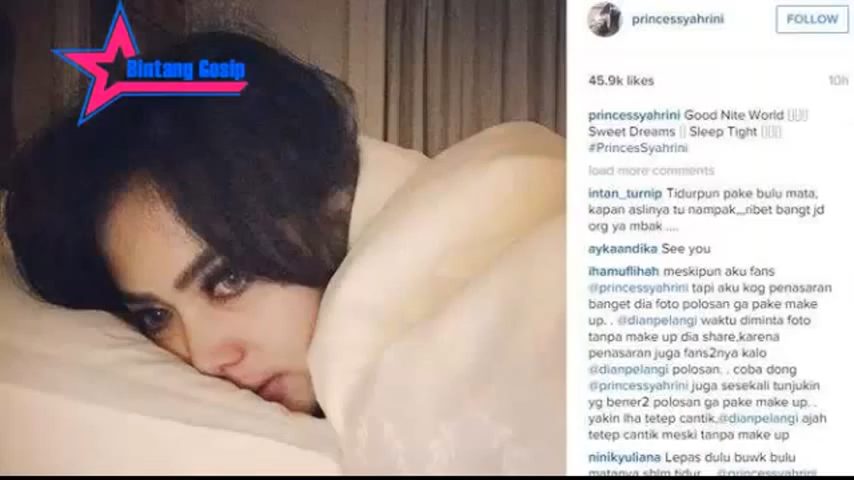 Bintang Gosip
princessyahrini
FOLLOW
45.9k likes
10h
princessyahrini Good Nite World
Sweet Dreams Sleep Tight
#PrincesSyahrini
load more comments
intan_turnip Tidurpun pake bulu mata,
kapan aslinya tu nampak,,,ribet bangt jd
org ya mbak ....
aykaandika See you
ihamuflihah meskipun aku fans
@princessyahrini tapi aku kog penasaran
banget dia foto polosan ga pake make
up. . @dianpelangi waktu diminta foto
tanpa make up dia share,karena
penasaran juga fans2nya kalo
@dianpelangi polosan. . coba dong
@princessyahrini juga sesekali tunjukin
yg bener2 polosan ga pake make up. .
yakin lha tetep cantik,@dianpelangi ajah
tetep cantik meski tanpa make up
ninikyuliana Lepas dulu buwk bulu
matanya sblm tidur... @princessyahrini